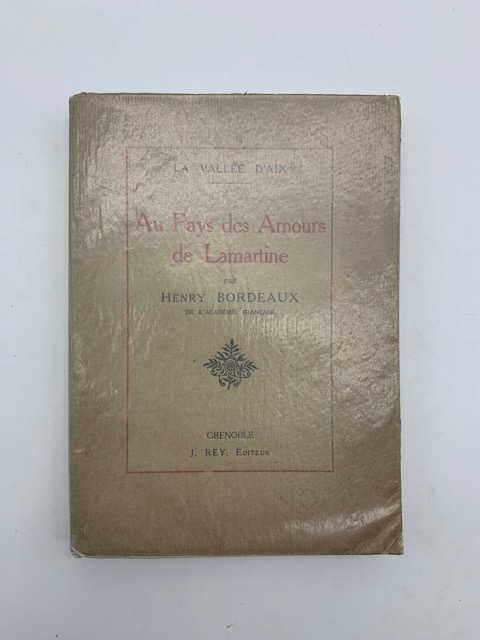 LA VALLÉE D'AIX
Au Pays des Amours
de Lamartine
PAR
HENRY BORDEAUX
DE L'ACADÉMIE FRANÇAISE
GRENOBLE
J. REY, ÉDITEUR